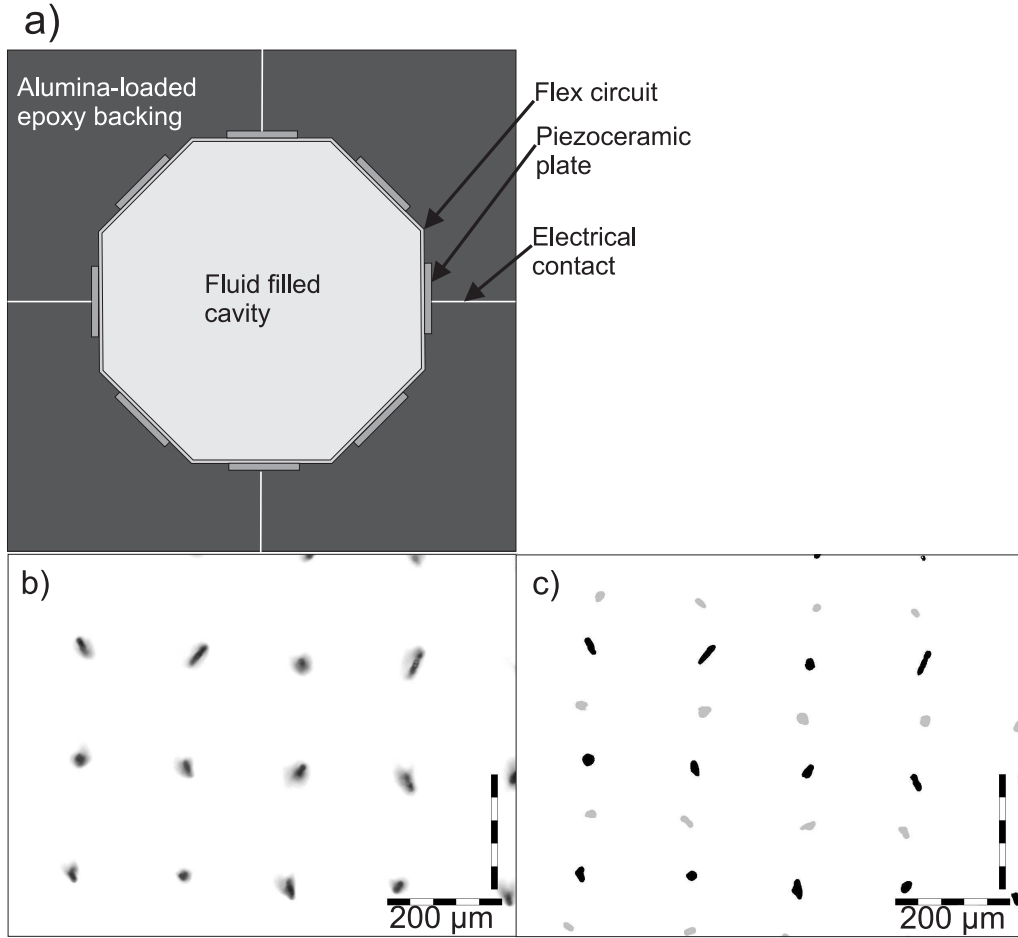 a)
Alumina-loaded
epoxy backing
Flex circuit
Piezoceramic
plate
Electrical
contact
Fluid filled
cavity
b)
200 µm
c)
200 µm